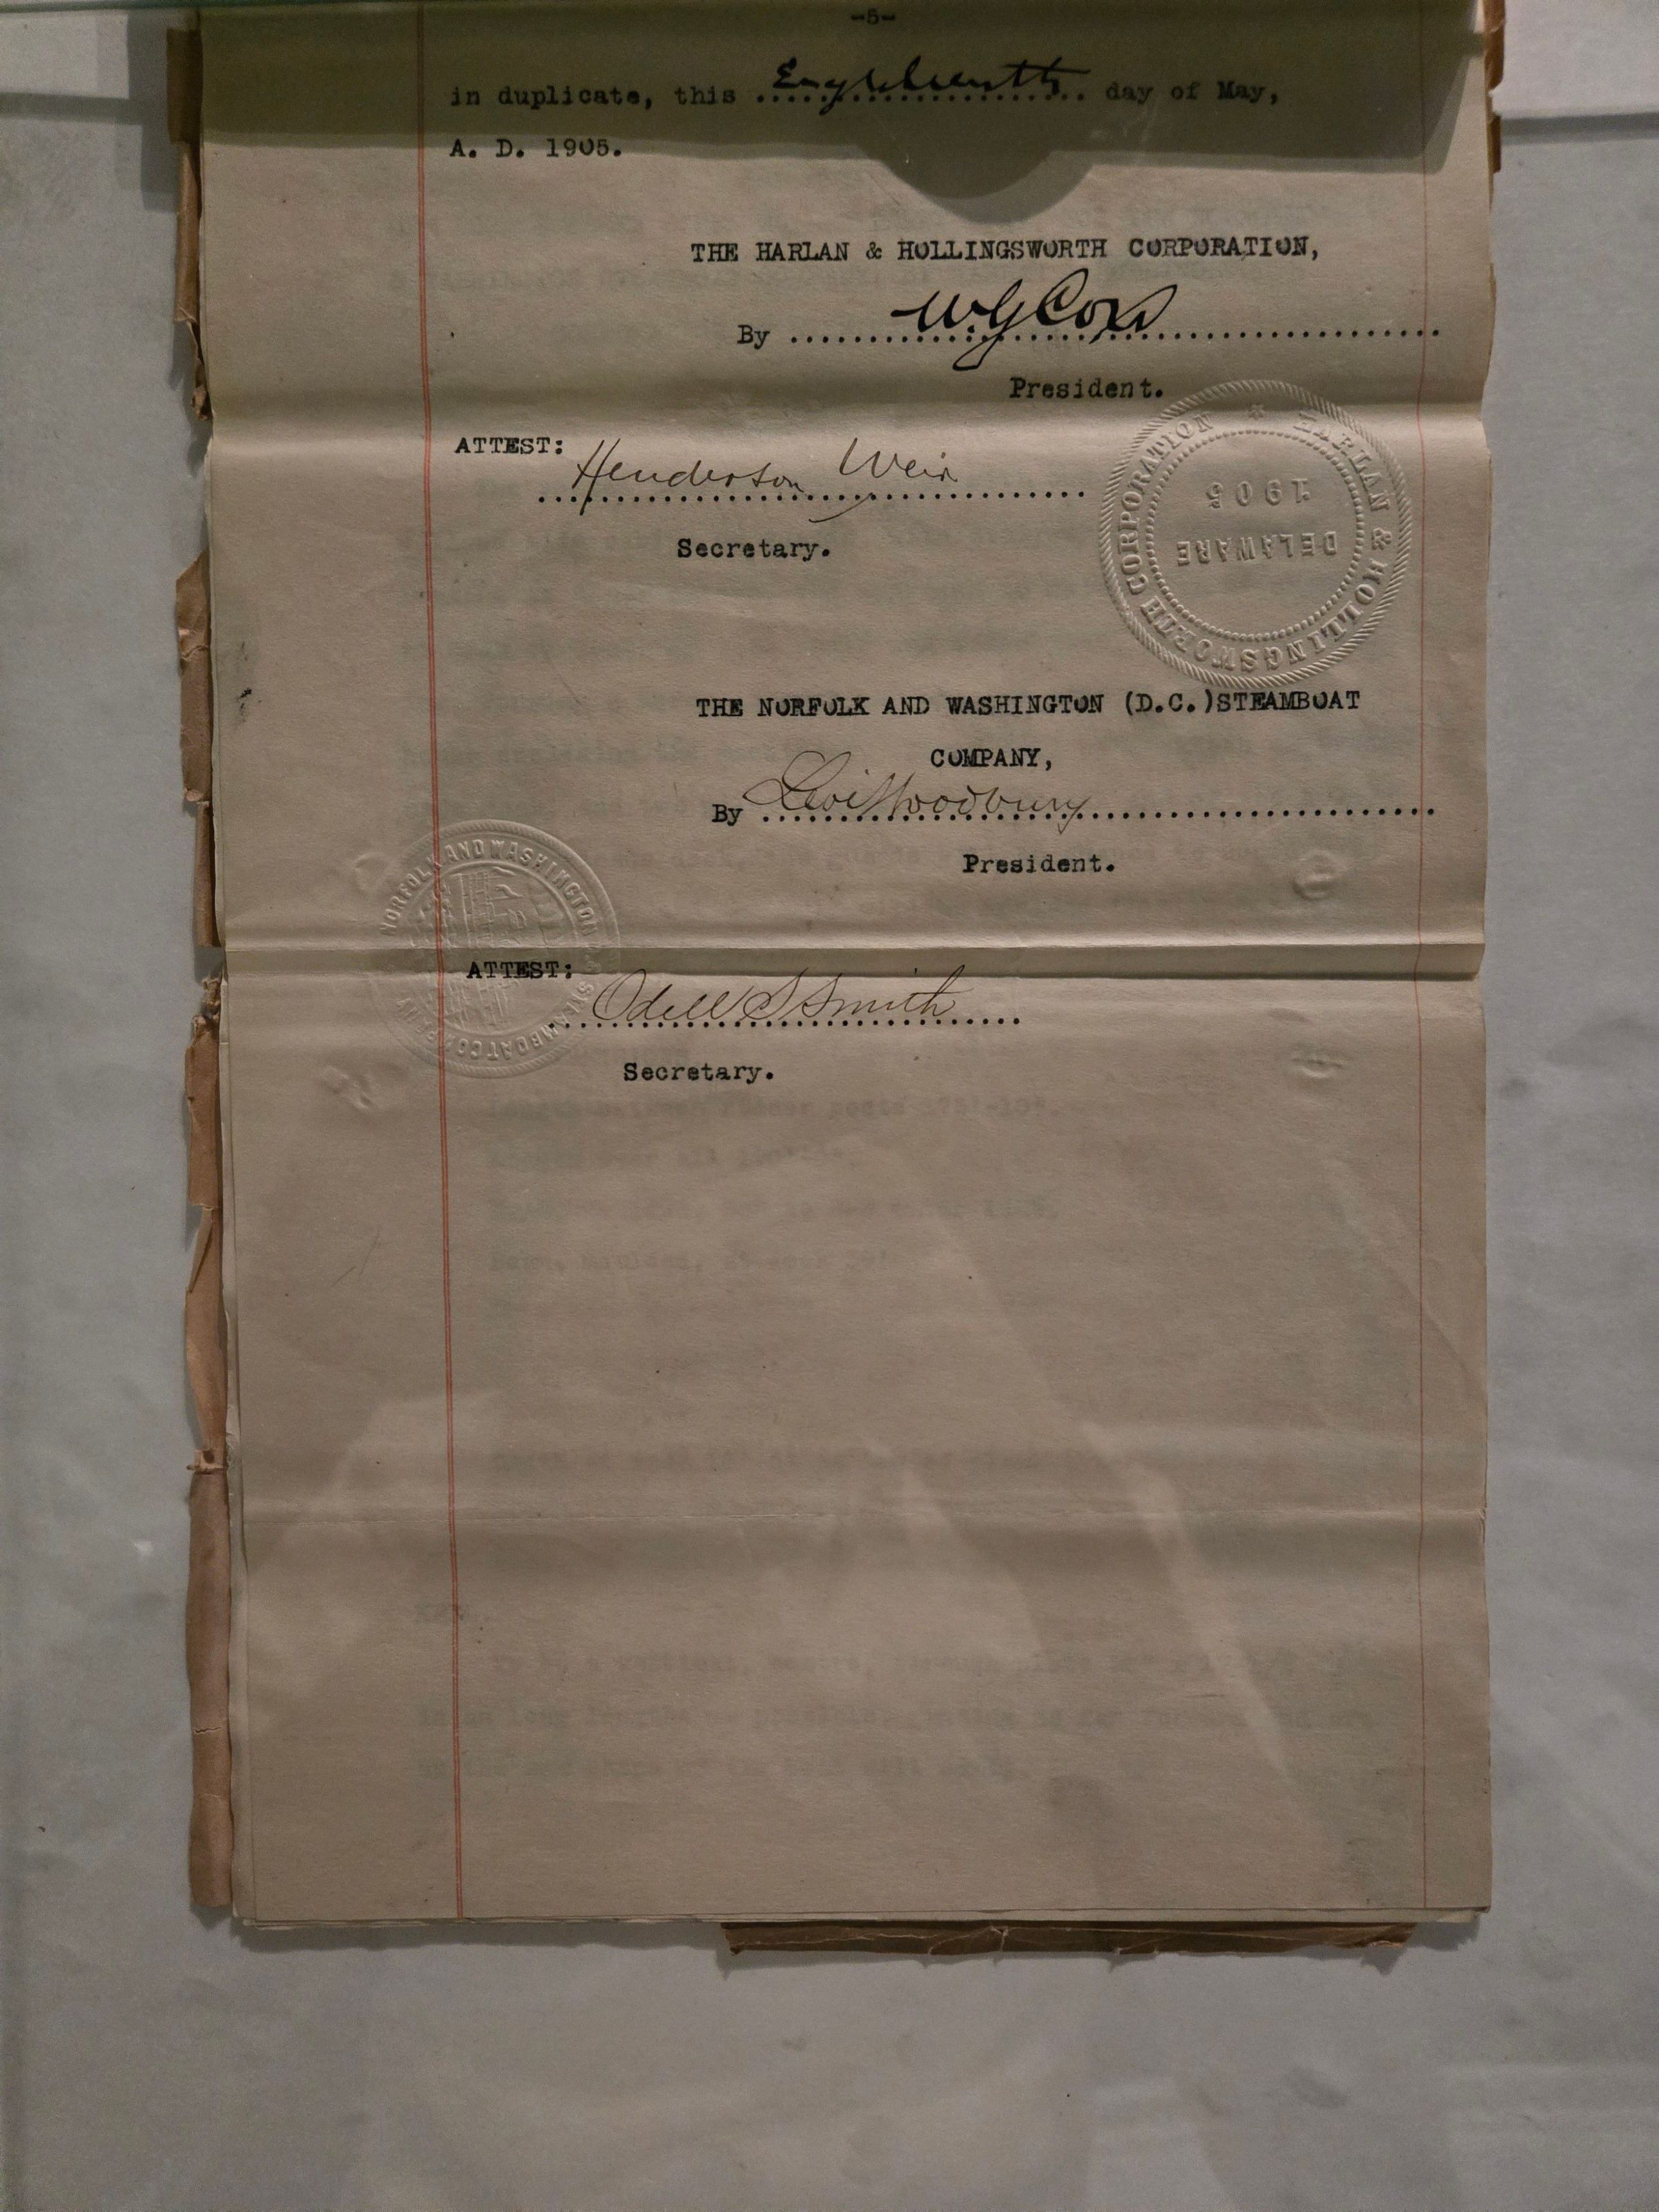 -5-
in duplicate, this Eighteenth day of May,
A. D. 1905.
THE HARLAN & HOLLINGSWORTH CORPORATION,
By W.G. Coxe
President.
HARLAN & HOLLINGSWORTH CORPORATION
1905
DELAWARE
ATTEST:
Henderson Weir
Secretary.
THE NORFOLK AND WASHINGTON (D.C.)STEAMBOAT
COMPANY,
By Levi Woodbury
President.
NORFOLK AND WASHINGTON STEAMBOAT COMPANY
ATTEST:
Odell S Smith
Secretary.